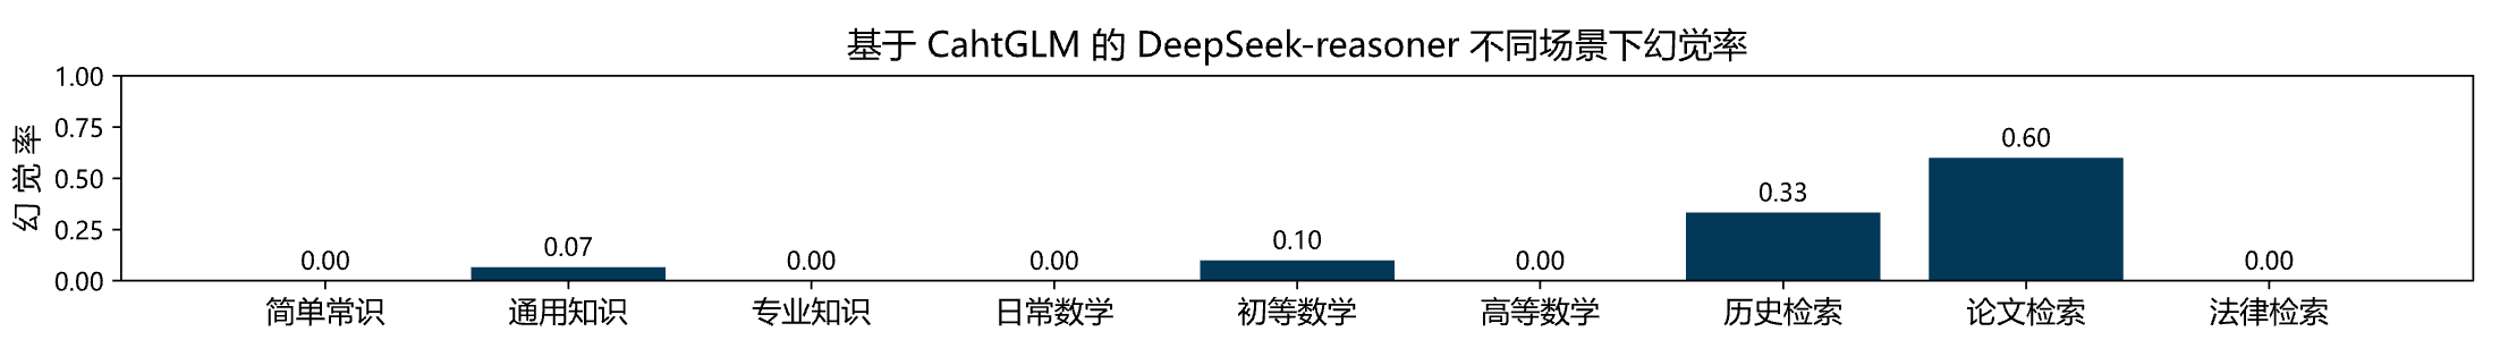 基于 CahtGLM 的 DeepSeek-reasoner 不同场景下幻觉率
幻觉率
1.00
0.75
0.50
0.25
0.00
0.00 0.07 0.00 0.00 0.10 0.00 0.33 0.60 0.00
简单常识 通用知识 专业知识 日常数学 初等数学 高等数学 历史检索 论文检索 法律检索